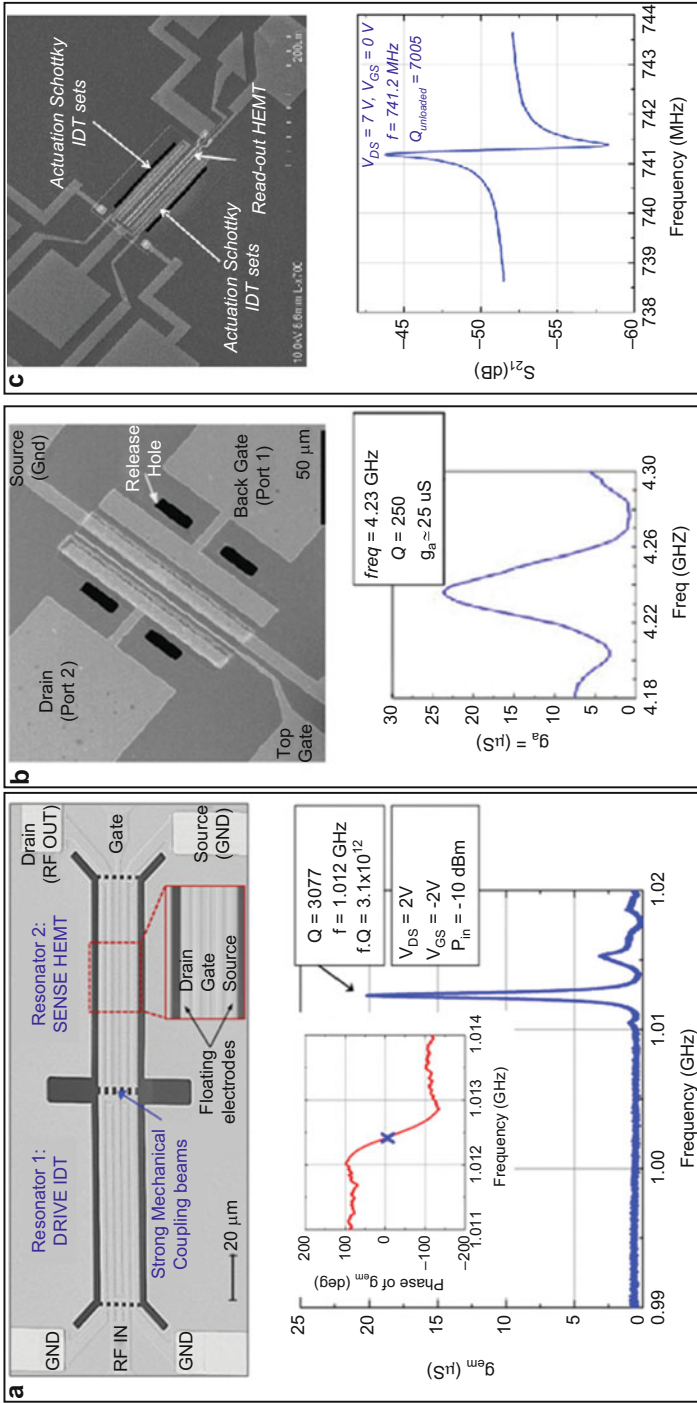 a
GND
RF IN
GND
Resonator 1:
DRIVE IDT
Resonator 2:
SENSE HEMT
Drain
(RF OUT)
Gate
Source
(GND)
20 μm
Strong Mechanical
Coupling beams
Floating
electrodes
Drain
Gate
Source
Q = 3077
f = 1.012 GHz
f.Q = 3.1x10¹²
V_DS = 2V
V_GS = -2V
P_in = -10 dBm
25
20
15
10
5
0
g_em (μS)
0.99
1.00
1.01
1.02
Frequency (GHz)
200
100
0
-100
-200
Phase of g_em (deg)
1.011
1.012
1.013
1.014
Frequency (GHz)
b
Drain
(Port 2)
Source
(Gnd)
Release
Hole
Top
Gate
Back Gate
(Port 1)
50 μm
freq = 4.23 GHz
Q = 250
g_a ≃ 25 uS
30
25
20
15
10
5
0
g_a = (μS)
4.18
4.22
4.26
4.30
Freq (GHZ)
c
Actuation Schottky
IDT sets
Actuation Schottky
IDT sets
Read-out HEMT
10.0kV 8.6mm L-x700
200um
V_DS = 7 V, V_GS = 0 V
f = 741.2 MHz
Q_unloaded = 7005
−45
−50
−55
−60
S_21(dB)
738
739
740
741
742
743
744
Frequency (MHz)